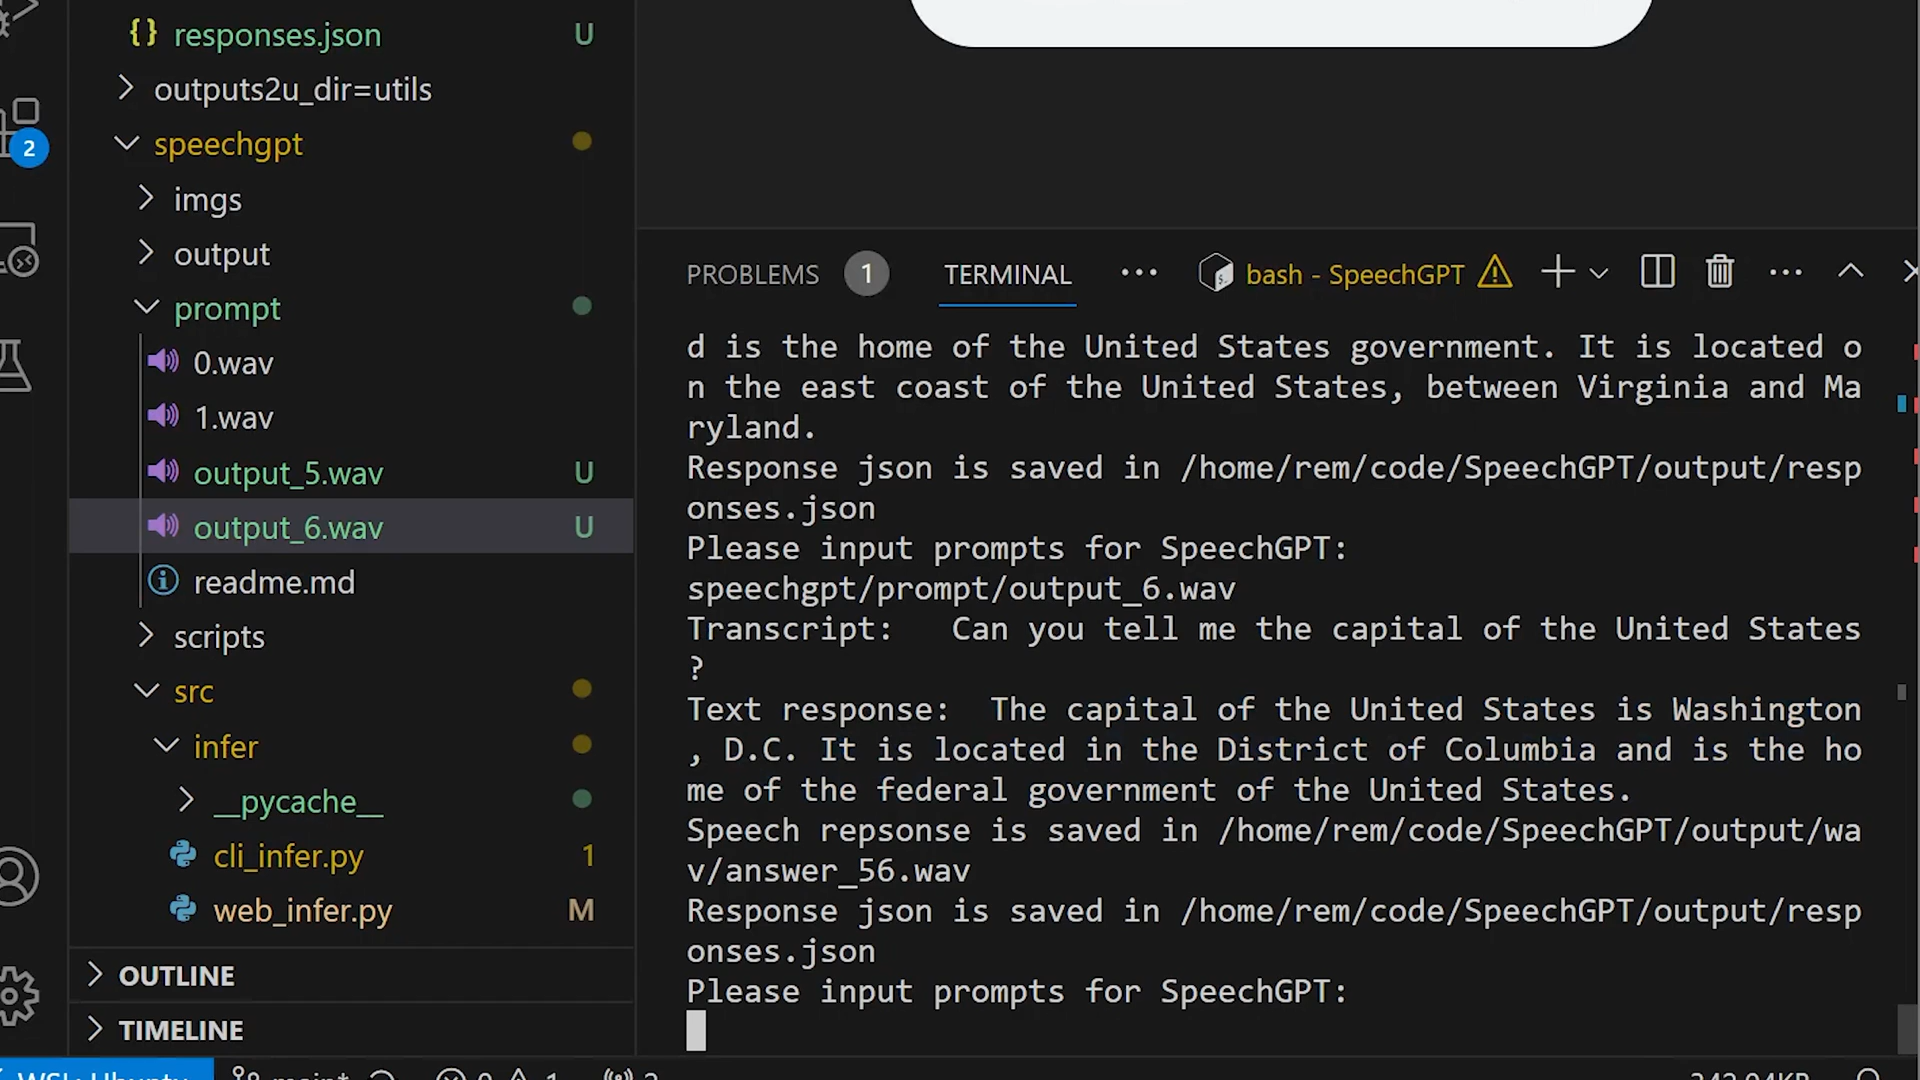 responses.json U
outputs2u_dir=utils
2
speechgpt
imgs
output
prompt
0.wav
1.wav
output_5.wav U
output_6.wav U
readme.md
scripts
src
infer
__pycache__
cli_infer.py 1
web_infer.py M
OUTLINE
TIMELINE
PROBLEMS 1 TERMINAL ··· bash - SpeechGPT
d is the home of the United States government. It is located o
n the east coast of the United States, between Virginia and Ma
ryland.
Response json is saved in /home/rem/code/SpeechGPT/output/resp
onses.json
Please input prompts for SpeechGPT:
speechgpt/prompt/output_6.wav
Transcript:   Can you tell me the capital of the United States
?
Text response:  The capital of the United States is Washington
, D.C. It is located in the District of Columbia and is the ho
me of the federal government of the United States.
Speech repsonse is saved in /home/rem/code/SpeechGPT/output/wa
v/answer_56.wav
Response json is saved in /home/rem/code/SpeechGPT/output/resp
onses.json
Please input prompts for SpeechGPT:
WSL: Ubuntu main* 0 1 2